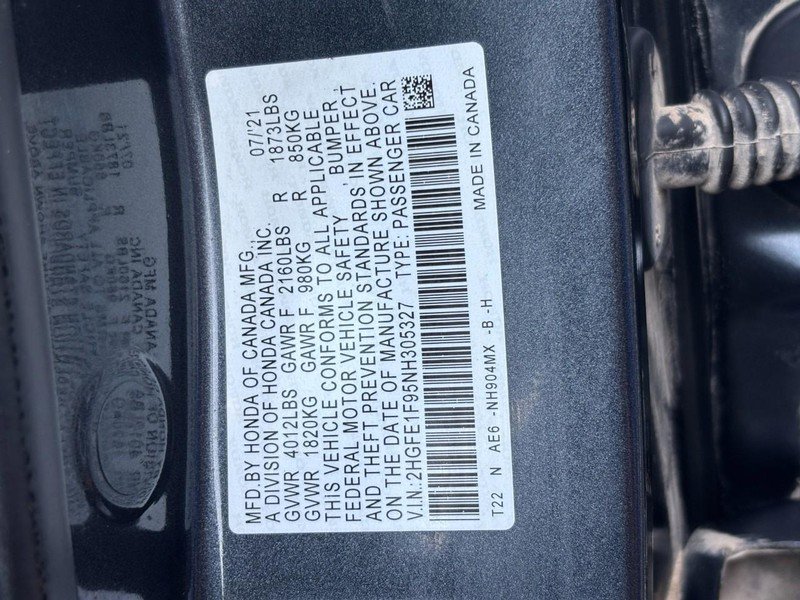 MFD.BY HONDA OF CANADA MFG., 07/'21
A DIVISION OF HONDA CANADA INC.
GVWR 4012LBS GAWR F 2160LBS R 1873LBS
GVWR 1820KG GAWR F 980KG R 850KG
THIS VEHICLE CONFORMS TO ALL APPLICABLE
FEDERAL MOTOR VEHICLE SAFETY , BUMPER ,
AND THEFT PREVENTION STANDARDS IN EFFECT
ON THE DATE OF MANUFACTURE SHOWN ABOVE.
V.I.N.:2HGFE1F95NH305327 TYPE: PASSENGER CAR
T22 N AE6 -NH904MX -B -H MADE IN CANADA